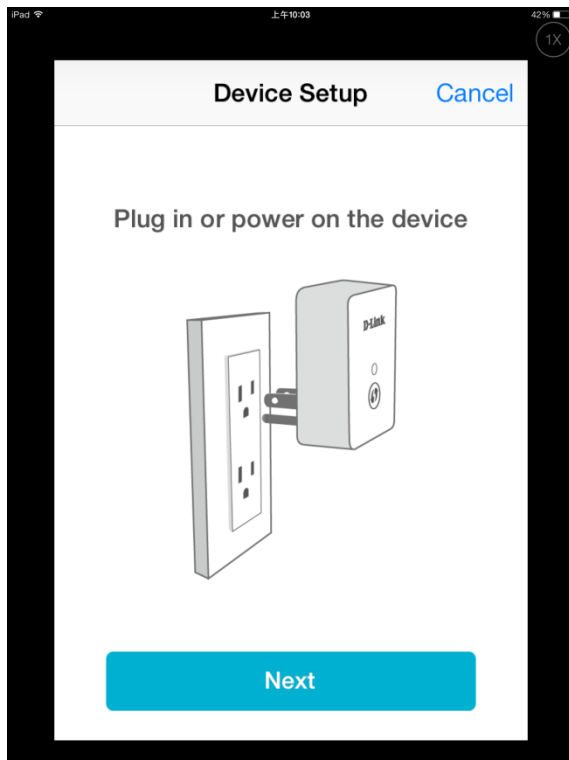 iPad 上午10:03 42%
1X
Device Setup Cancel
Plug in or power on the device
D-Link
Next